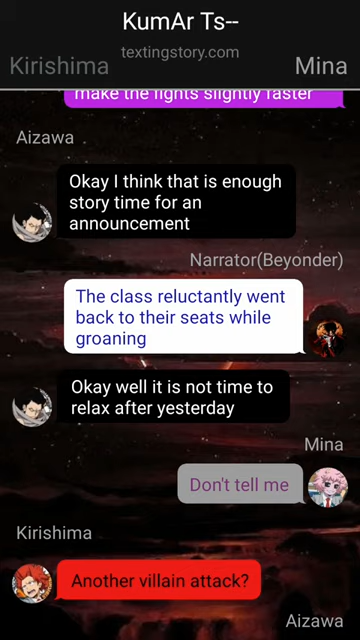 KumAr Ts--
textingstory.com
Kirishima
Mina
make the fights slightly faster
Aizawa
Okay I think that is enough
story time for an
announcement
Narrator(Beyonder)
The class reluctantly went
back to their seats while
groaning
Okay well it is not time to
relax after yesterday
Mina
Don't tell me
Kirishima
Another villain attack?
Aizawa